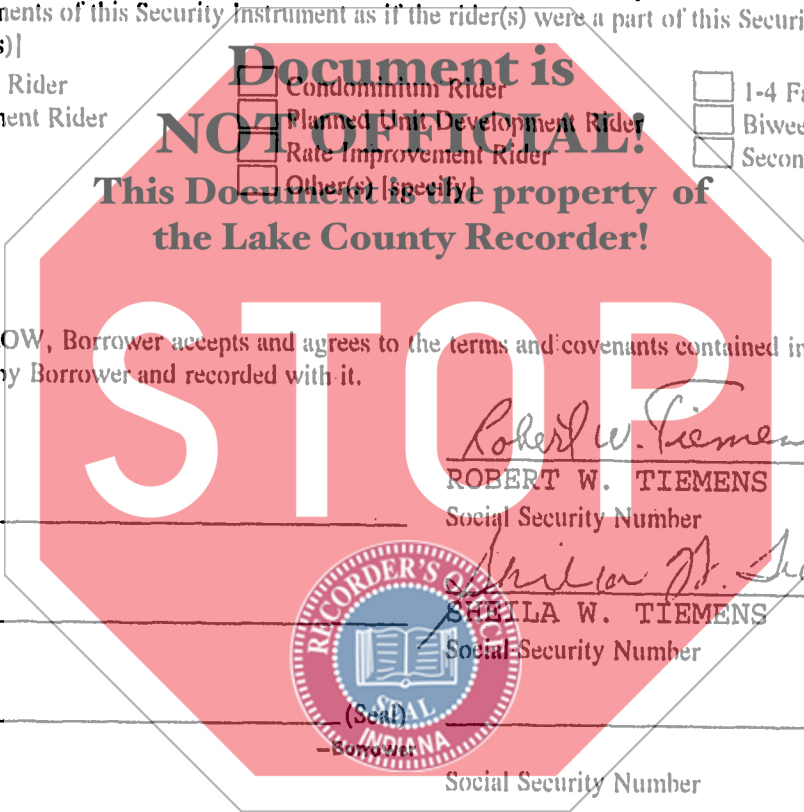 nents of this Security Instrument as if the rider(s) were a part of this Securi
s)]
Rider
Condominium Rider
1-4 Fa
ent Rider
Planned Unit Development Rider
Biwee
Rate Improvement Rider
Secon
Other(s) [specify]
Document is
NOT OFFICIAL!
This Document is the property of
the Lake County Recorder!
STOP
OW, Borrower accepts and agrees to the terms and covenants contained in
y Borrower and recorded with it.
Robert W. Tiemen
ROBERT W. TIEMENS
Social Security Number
SHEILA W. TIEMENS
Social Security Number
(Seal)
-Borrower
Social Security Number
RECORDER'S OFFICE
SEAL
INDIANA